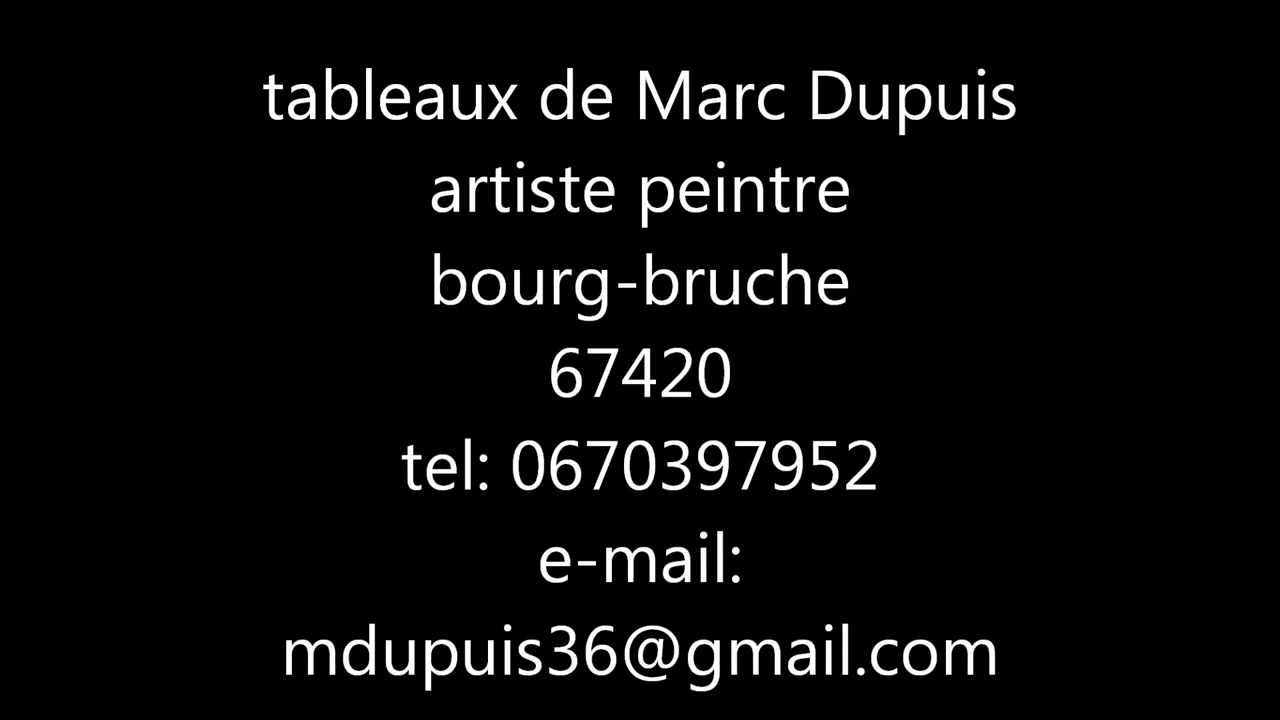 tableaux de Marc Dupuis
artiste peintre
bourg-bruche
67420
tel: 0670397952
e-mail:
mdupuis36@gmail.com